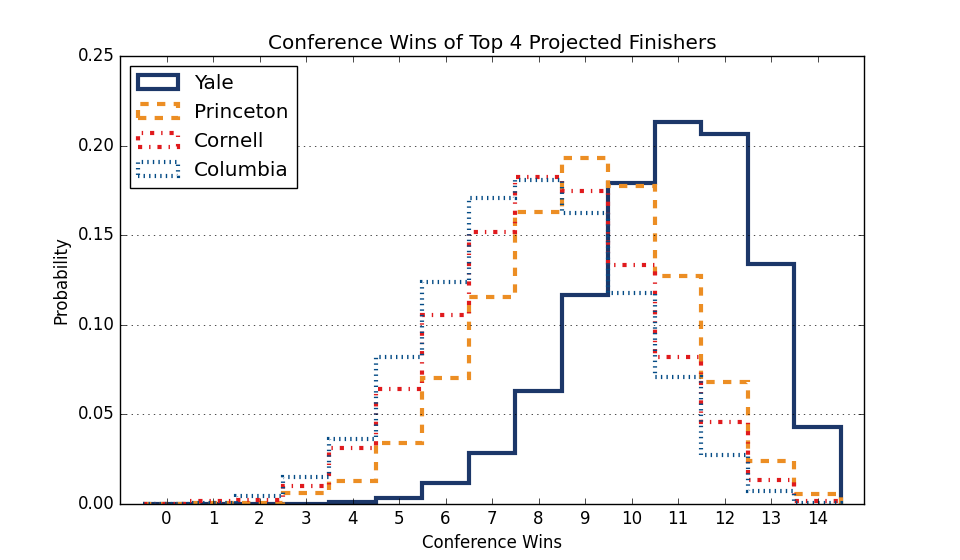 Conference Wins of Top 4 Projected Finishers
0.25
0.20
0.15
0.10
0.05
0.00
Probability
Yale
Princeton
Cornell
Columbia
0 1 2 3 4 5 6 7 8 9 10 11 12 13 14
Conference Wins